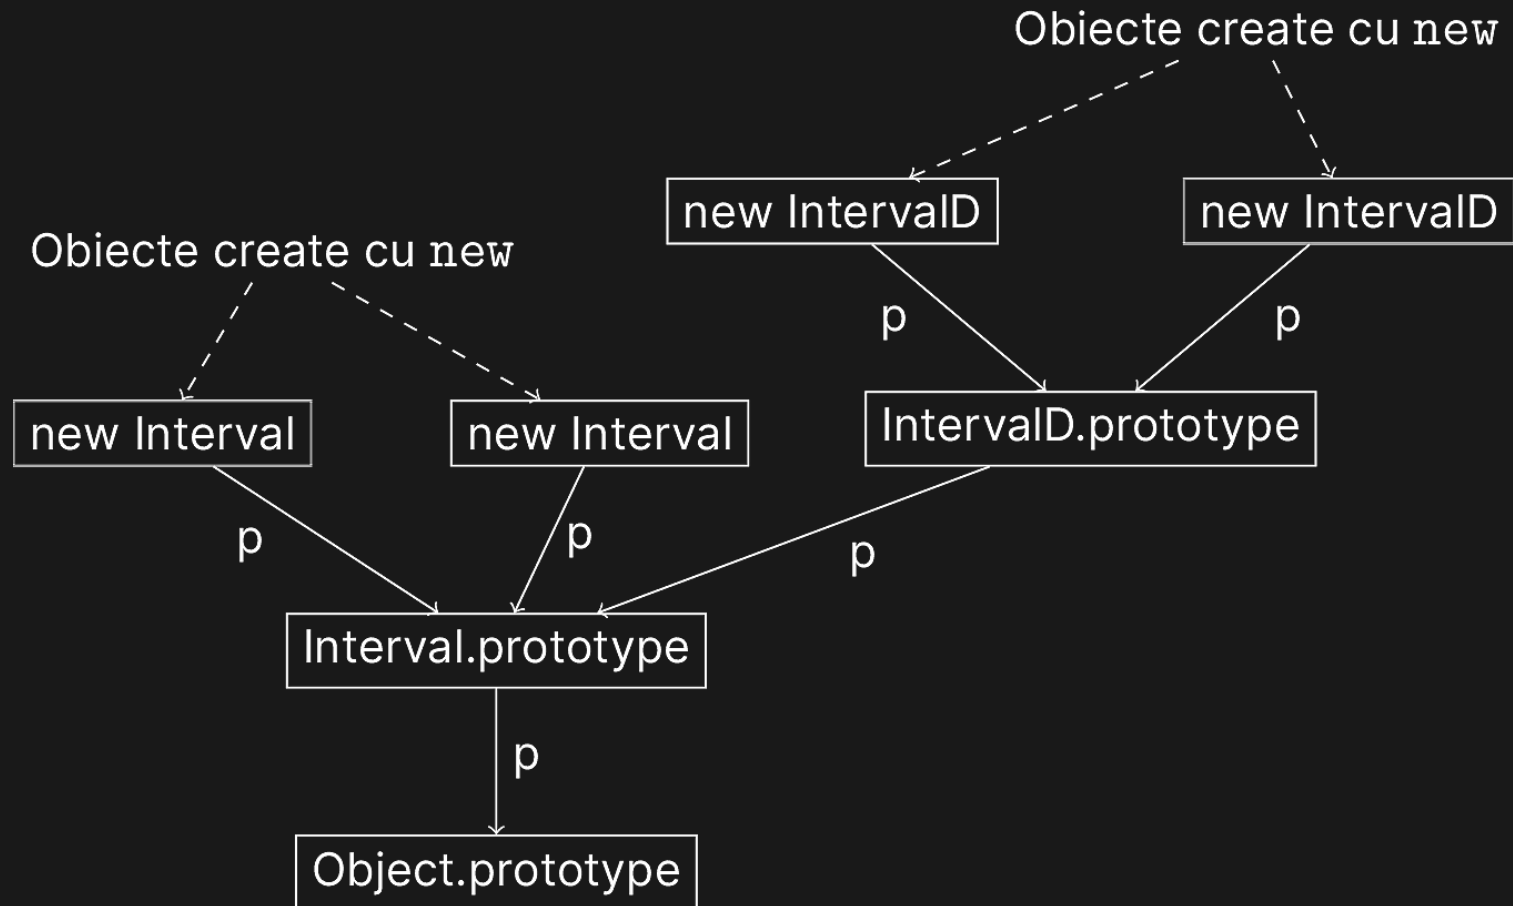 Obiecte create cu new
new IntervalD
new IntervalD
Obiecte create cu new
p
p
new Interval
new Interval
IntervalD.prototype
p
p
p
Interval.prototype
p
Object.prototype